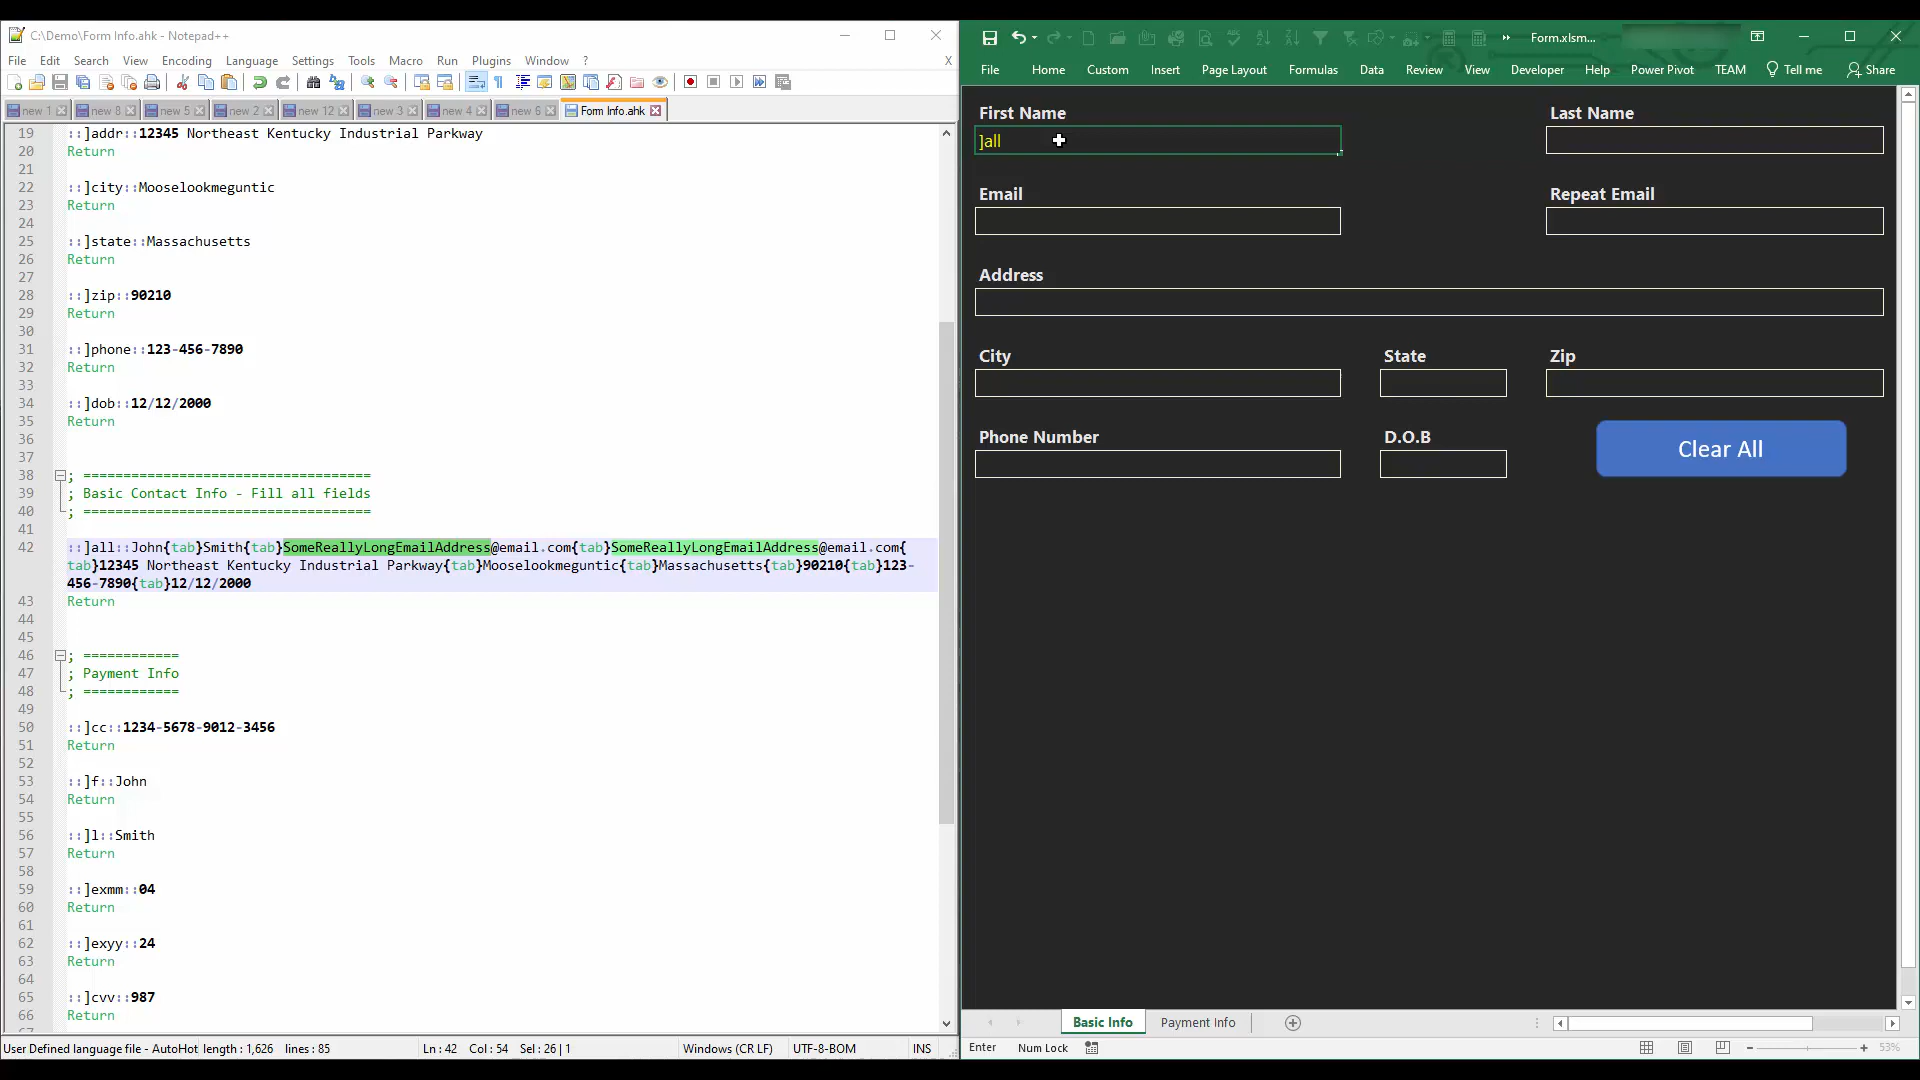 C:\Demo\Form Info.ahk - Notepad++
File Edit Search View Encoding Language Settings Tools Macro Run Plugins Window ? X
new 1 new 8 new 5 new 2 new 12 new 3 new 4 new 6 Form Info.ahk
19 ::]addr::12345 Northeast Kentucky Industrial Parkway
20 Return
21
22 ::]city::Mooselookmeguntic
23 Return
24
25 ::]state::Massachusetts
26 Return
27
28 ::]zip::90210
29 Return
30
31 ::]phone::123-456-7890
32 Return
33
34 ::]dob::12/12/2000
35 Return
36
37
38 ; ====================================
39 ; Basic Contact Info - Fill all fields
40 ; ====================================
41
42 ::]all::John{tab}Smith{tab}SomeReallyLongEmailAddress@email.com{tab}SomeReallyLongEmailAddress@email.com{
tab}12345 Northeast Kentucky Industrial Parkway{tab}Mooselookmeguntic{tab}Massachusetts{tab}90210{tab}123-
456-7890{tab}12/12/2000
43 Return
44
45
46 ; ============
47 ; Payment Info
48 ; ============
49
50 ::]cc::1234-5678-9012-3456
51 Return
52
53 ::]f::John
54 Return
55
56 ::]l::Smith
57 Return
58
59 ::]exmm::04
60 Return
61
62 ::]exyy::24
63 Return
64
65 ::]cvv::987
66 Return
User Defined language file - AutoHot length : 1,626 lines : 85 Ln : 42 Col : 54 Sel : 26 | 1 Windows (CR LF) UTF-8-BOM INS
Form.xlsm...
File Home Custom Insert Page Layout Formulas Data Review View Developer Help Power Pivot TEAM Tell me Share
First Name Last Name
]all
Email Repeat Email
Address
City State Zip
Phone Number D.O.B
Clear All
Basic Info Payment Info
Enter Num Lock 53%